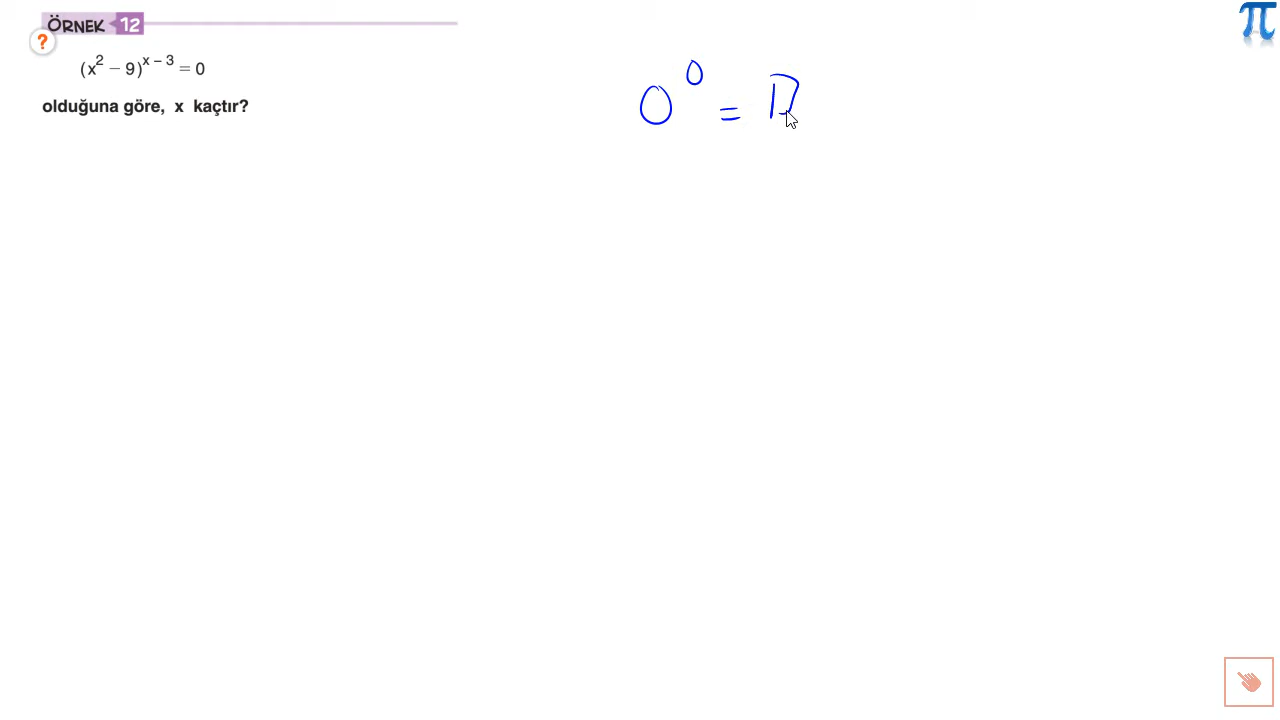 ÖRNEK 12
?
(x² − 9)ˣ ⁻ ³ = 0
olduğuna göre, x kaçtır?
0⁰ = D
π